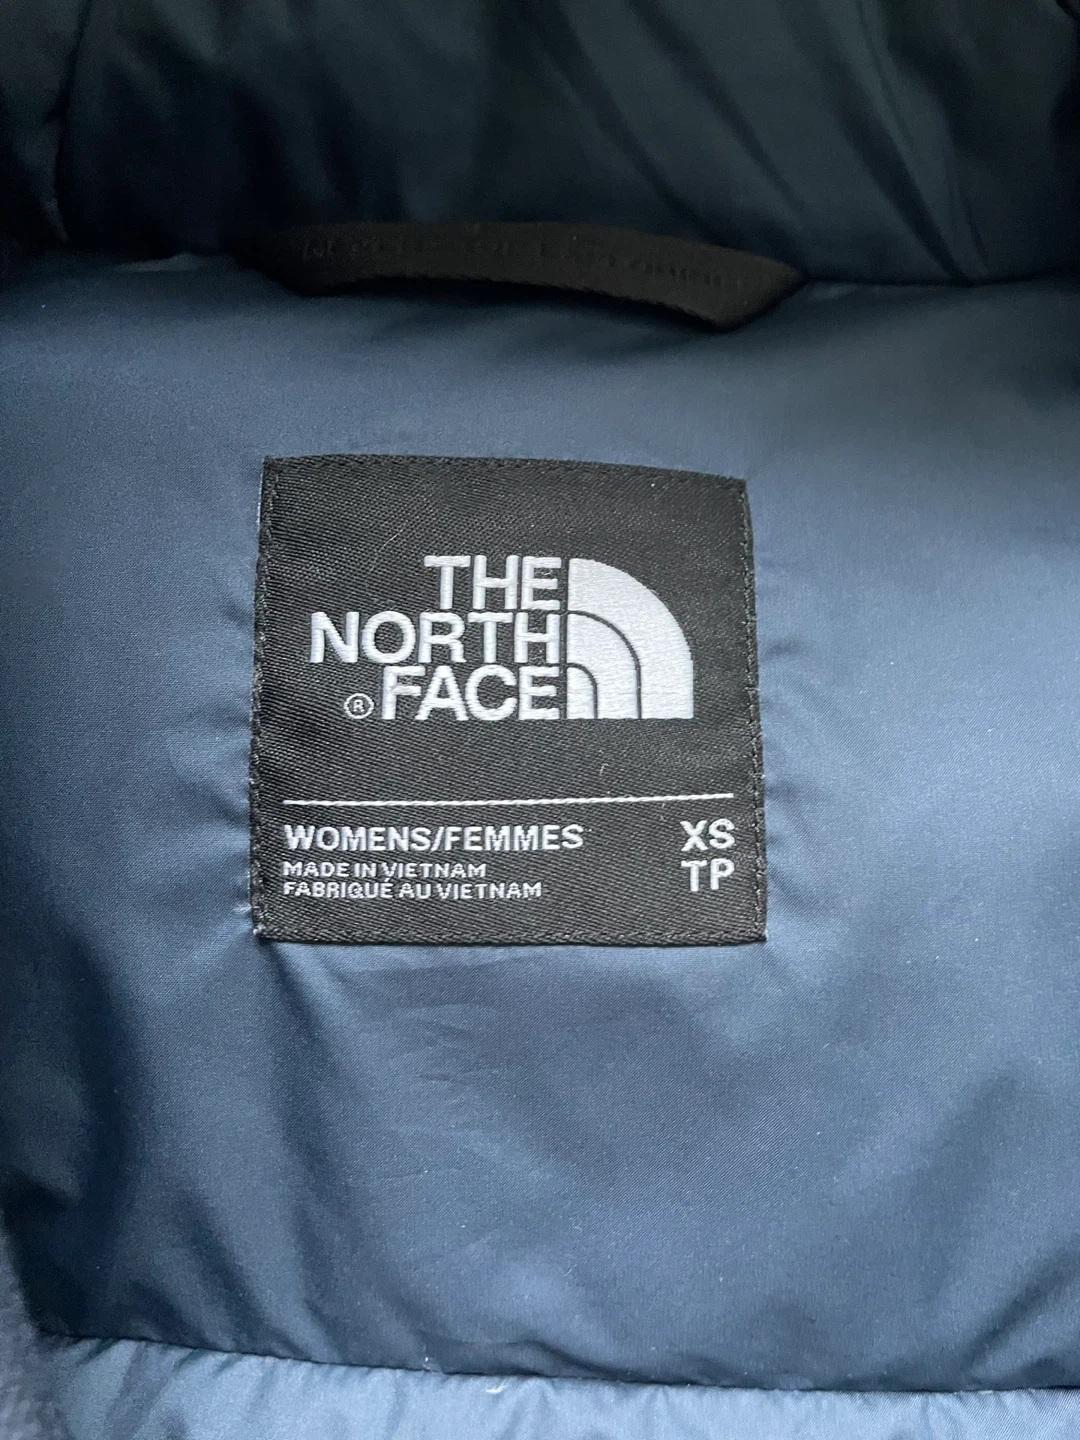 THE
NORTH
® FACE
WOMENS/FEMMES XS
MADE IN VIETNAM TP
FABRIQUÉ AU VIETNAM